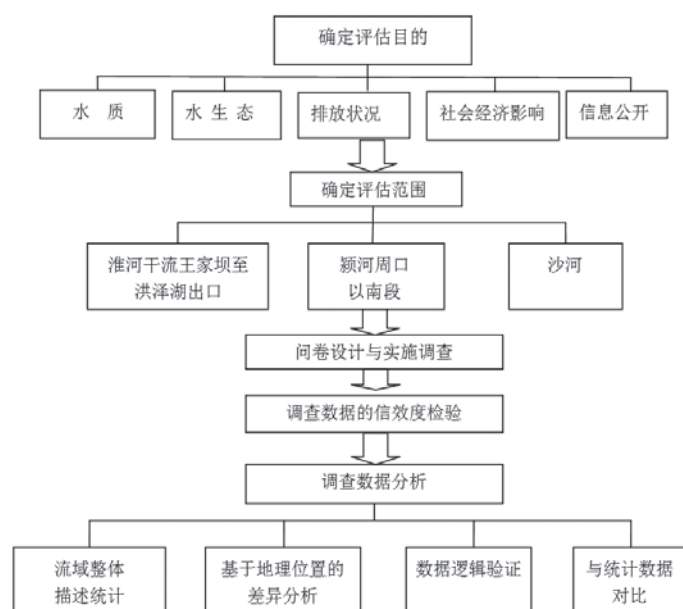 确定评估目的
水 质
水 生 态
排放状况
社会经济影响
信息公开
确定评估范围
淮河干流王家坝至
洪泽湖出口
颍河周口
以南段
沙河
问卷设计与实施调查
调查数据的信效度检验
调查数据分析
流域整体
描述统计
基于地理位置的
差异分析
数据逻辑验证
与统计数据
对比